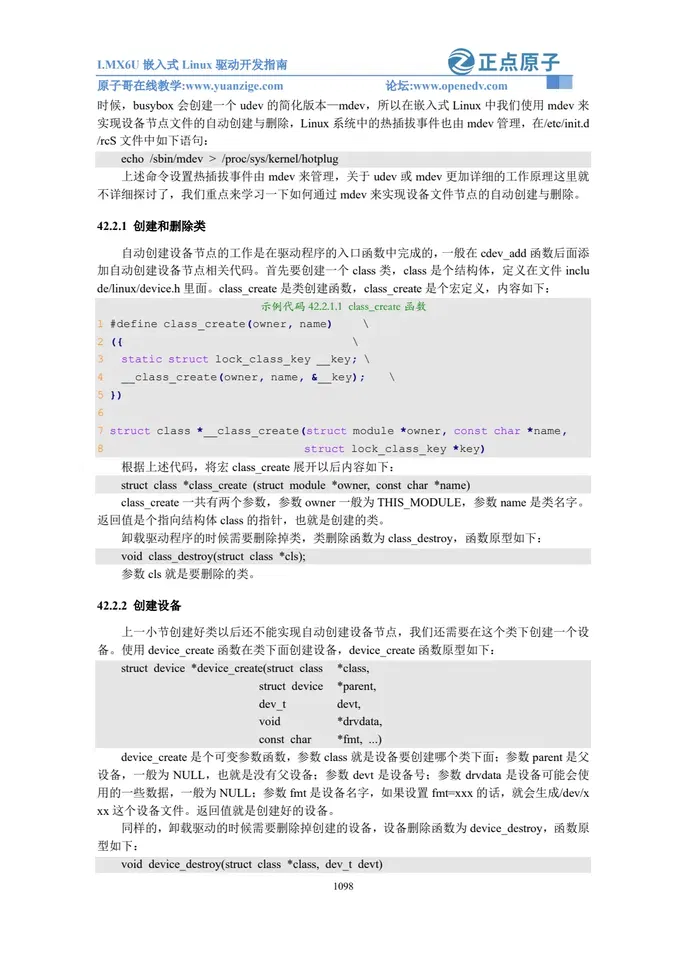 I.MX6U 嵌入式 Linux 驱动开发指南
正点原子
原子哥在线教学:www.yuanzige.com 论坛:www.openedv.com
时候，busybox 会创建一个 udev 的简化版本—mdev，所以在嵌入式 Linux 中我们使用 mdev 来
实现设备节点文件的自动创建与删除，Linux 系统中的热插拔事件也由 mdev 管理，在/etc/init.d
/rcS 文件中如下语句：
echo /sbin/mdev > /proc/sys/kernel/hotplug
上述命令设置热插拔事件由 mdev 来管理，关于 udev 或 mdev 更加详细的工作原理这里就
不详细探讨了，我们重点来学习一下如何通过 mdev 来实现设备文件节点的自动创建与删除。
42.2.1 创建和删除类
自动创建设备节点的工作是在驱动程序的入口函数中完成的，一般在 cdev_add 函数后面添
加自动创建设备节点相关代码。首先要创建一个 class 类，class 是个结构体，定义在文件 inclu
de/linux/device.h 里面。class_create 是类创建函数，class_create 是个宏定义，内容如下：
示例代码 42.2.1.1 class_create 函数
1 #define class_create(owner, name) \
2 ({ \
3 static struct lock_class_key __key; \
4 __class_create(owner, name, &__key); \
5 })
6
7 struct class *__class_create(struct module *owner, const char *name,
8 struct lock_class_key *key)
根据上述代码，将宏 class_create 展开以后内容如下：
struct class *class_create (struct module *owner, const char *name)
class_create 一共有两个参数，参数 owner 一般为 THIS_MODULE，参数 name 是类名字。
返回值是个指向结构体 class 的指针，也就是创建的类。
卸载驱动程序的时候需要删除掉类，类删除函数为 class_destroy，函数原型如下：
void class_destroy(struct class *cls);
参数 cls 就是要删除的类。
42.2.2 创建设备
上一小节创建好类以后还不能实现自动创建设备节点，我们还需要在这个类下创建一个设
备。使用 device_create 函数在类下面创建设备，device_create 函数原型如下：
struct device *device_create(struct class *class,
struct device *parent,
dev_t devt,
void *drvdata,
const char *fmt, ...)
device_create 是个可变参数函数，参数 class 就是设备要创建哪个类下面；参数 parent 是父
设备，一般为 NULL，也就是没有父设备；参数 devt 是设备号；参数 drvdata 是设备可能会使
用的一些数据，一般为 NULL；参数 fmt 是设备名字，如果设置 fmt=xxx 的话，就会生成/dev/x
xx 这个设备文件。返回值就是创建好的设备。
同样的，卸载驱动的时候需要删除掉创建的设备，设备删除函数为 device_destroy，函数原
型如下：
void device_destroy(struct class *class, dev_t devt)
1098